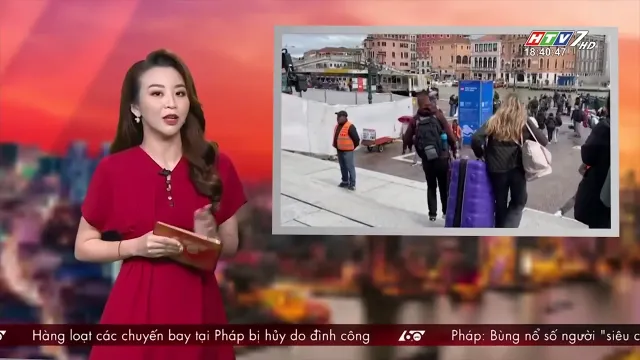 HTV7 HD
18:40:47
Hàng loạt các chuyến bay tại Pháp bị hủy do đình công 60 Pháp: Bùng nổ số người "siêu